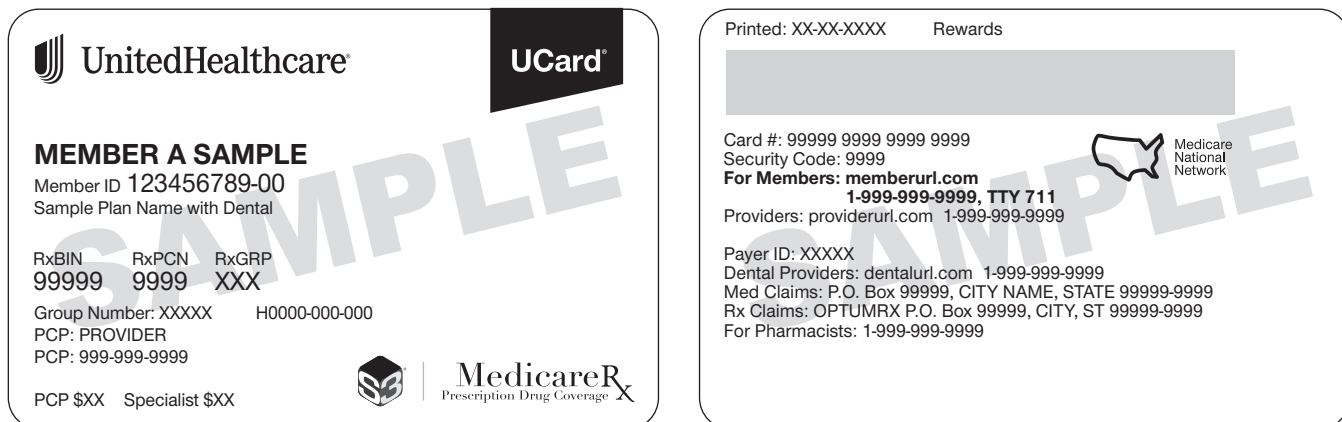 UnitedHealthcare®
UCard®
SAMPLE
MEMBER A SAMPLE
Member ID 123456789-00
Sample Plan Name with Dental
RxBIN RxPCN RxGRP
99999 9999 XXX
Group Number: XXXXX H0000-000-000
PCP: PROVIDER
PCP: 999-999-9999
PCP $XX Specialist $XX
S3
MedicareRx
Prescription Drug Coverage
Printed: XX-XX-XXXX Rewards
SAMPLE
Card #: 99999 9999 9999 9999
Security Code: 9999
For Members: memberurl.com
1-999-999-9999, TTY 711
Providers: providerurl.com 1-999-999-9999
Medicare
National
Network
Payer ID: XXXXX
Dental Providers: dentalurl.com 1-999-999-9999
Med Claims: P.O. Box 99999, CITY NAME, STATE 99999-9999
Rx Claims: OPTUMRX P.O. Box 99999, CITY, ST 99999-9999
For Pharmacists: 1-999-999-9999